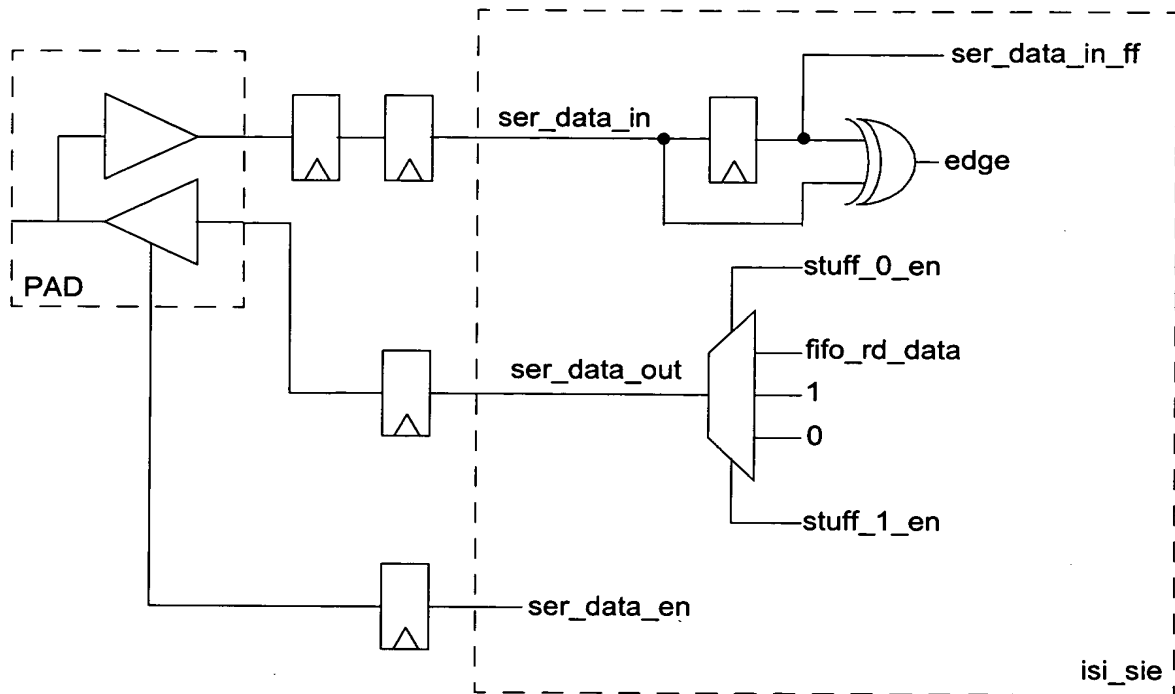 ser_data_in_ff
ser_data_in
edge
PAD
stuff_0_en
fifo_rd_data
ser_data_out
1
0
stuff_1_en
ser_data_en
isi_sie